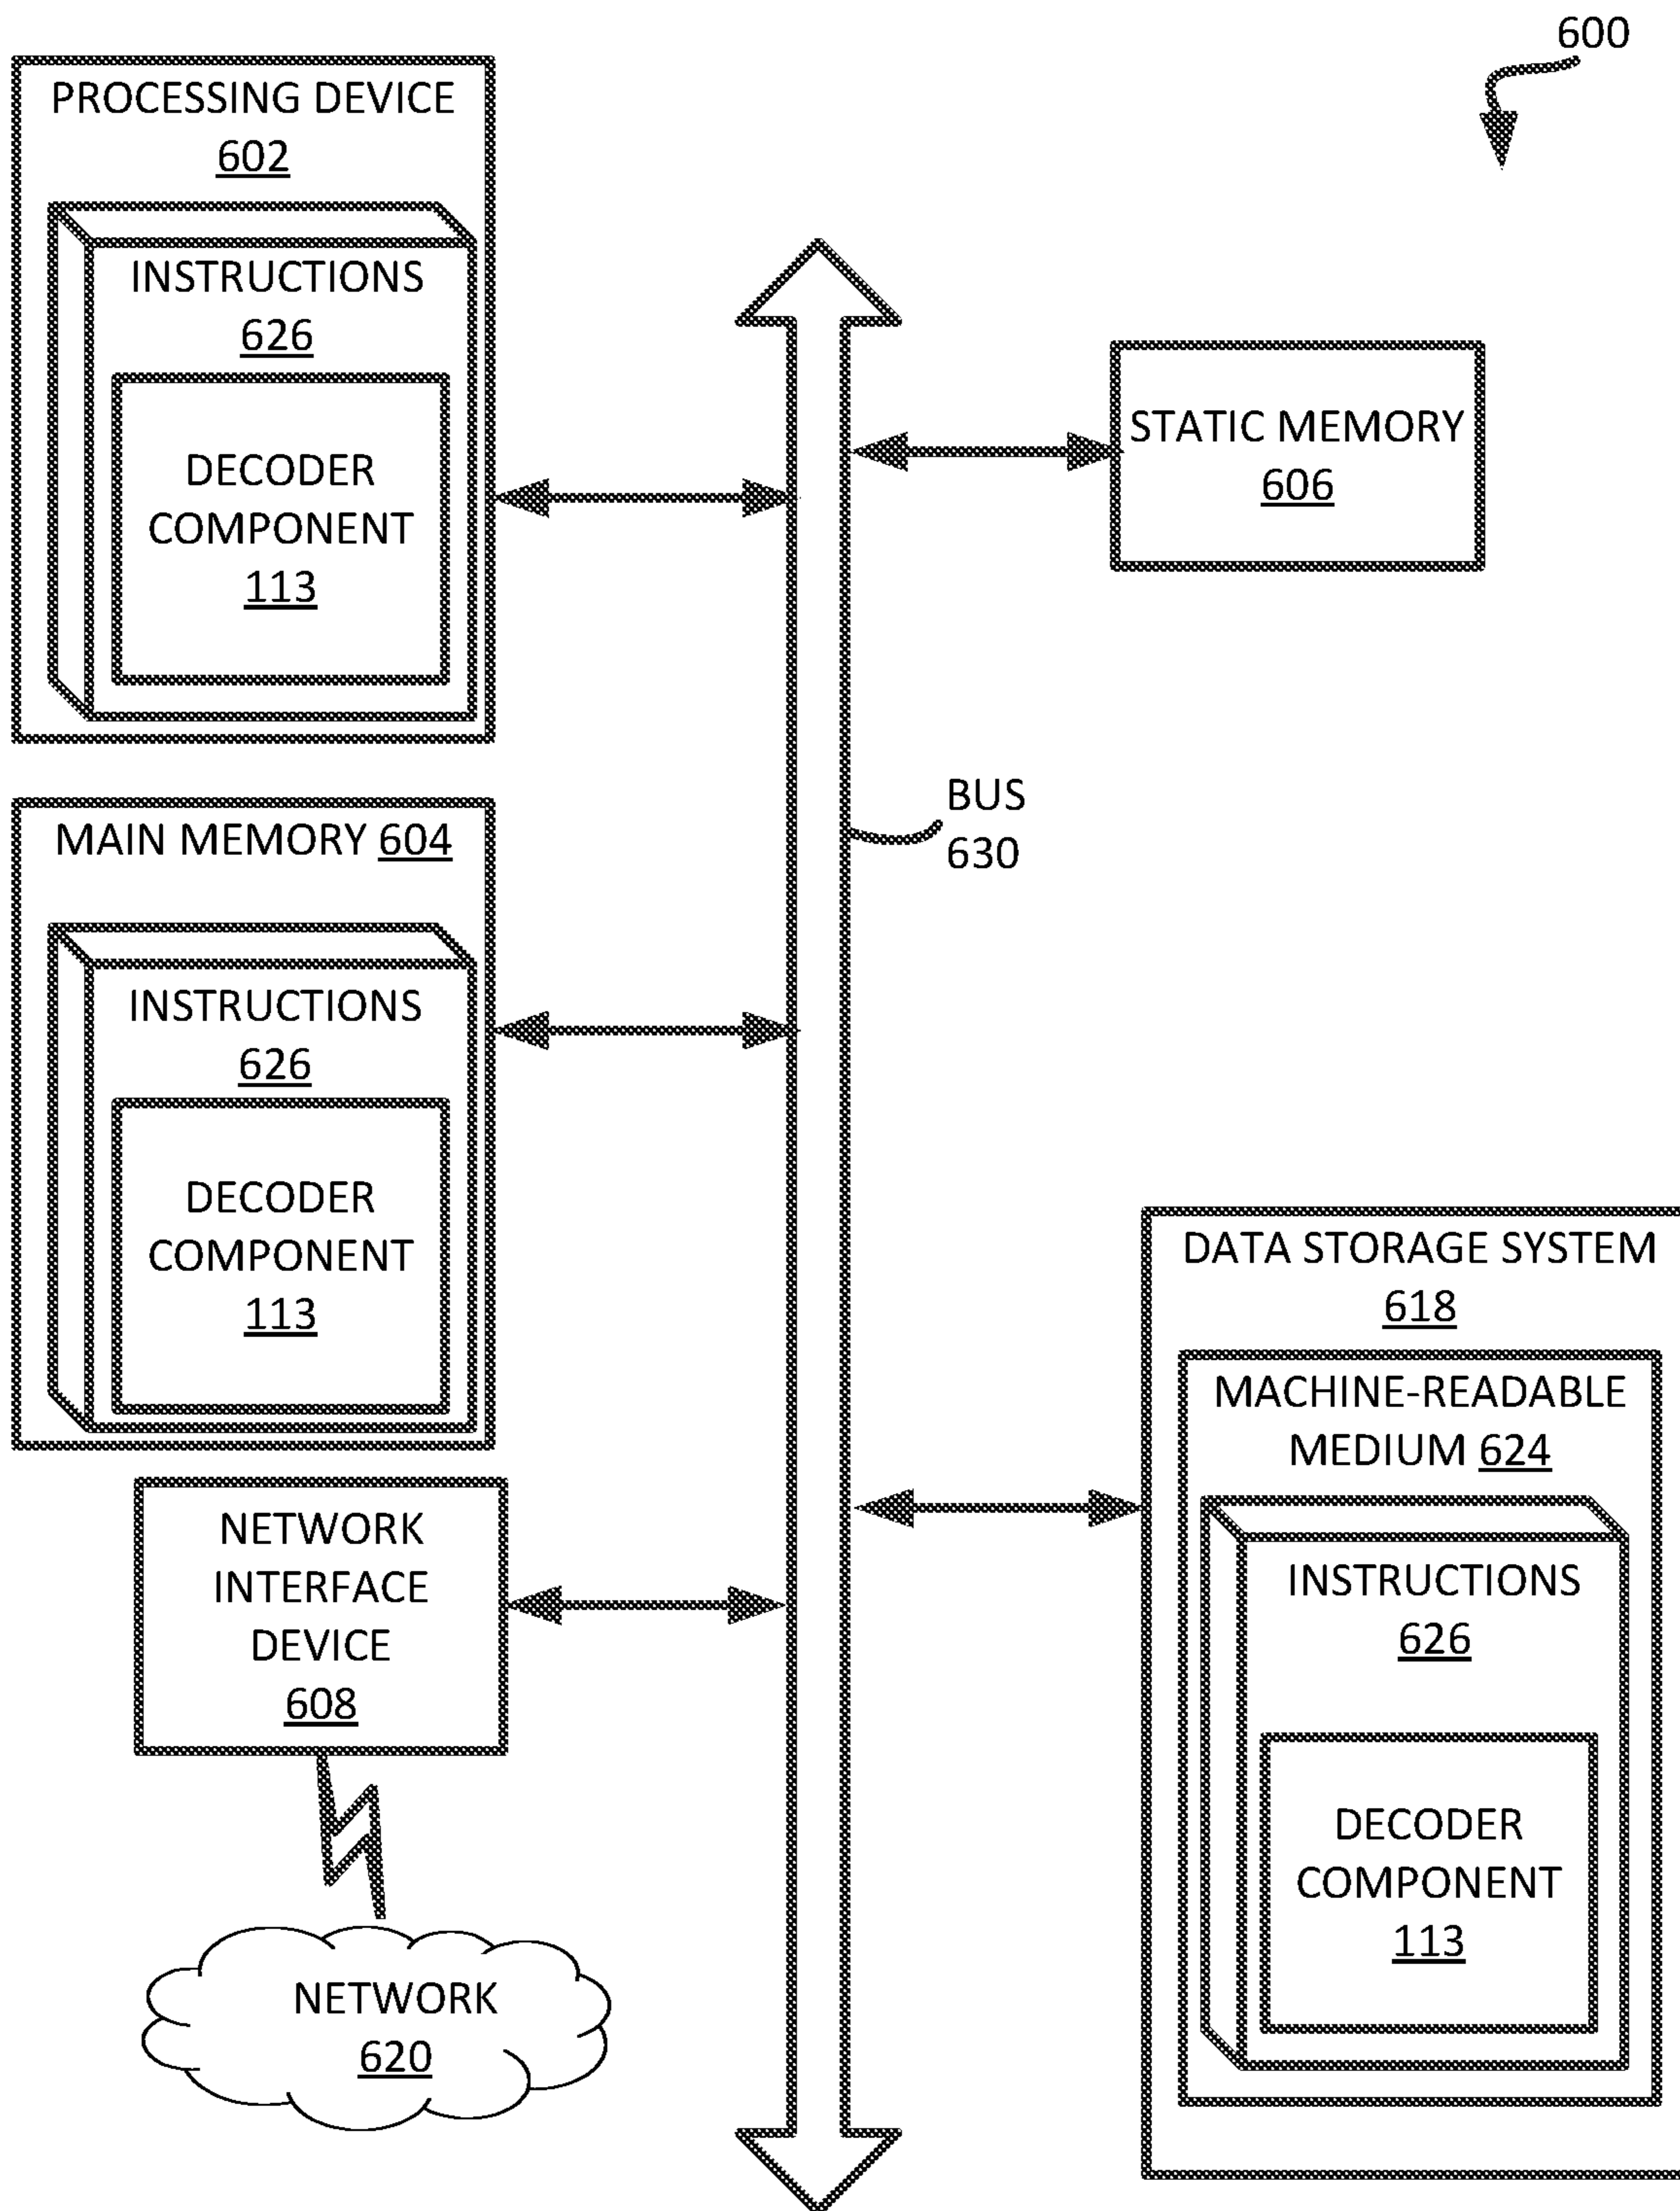 600
PROCESSING DEVICE
602
INSTRUCTIONS
626
DECODER
COMPONENT
113
STATIC MEMORY
606
BUS
630
MAIN MEMORY 604
INSTRUCTIONS
626
DECODER
COMPONENT
113
DATA STORAGE SYSTEM
618
MACHINE-READABLE
MEDIUM 624
INSTRUCTIONS
626
DECODER
COMPONENT
113
NETWORK
INTERFACE
DEVICE
608
NETWORK
620